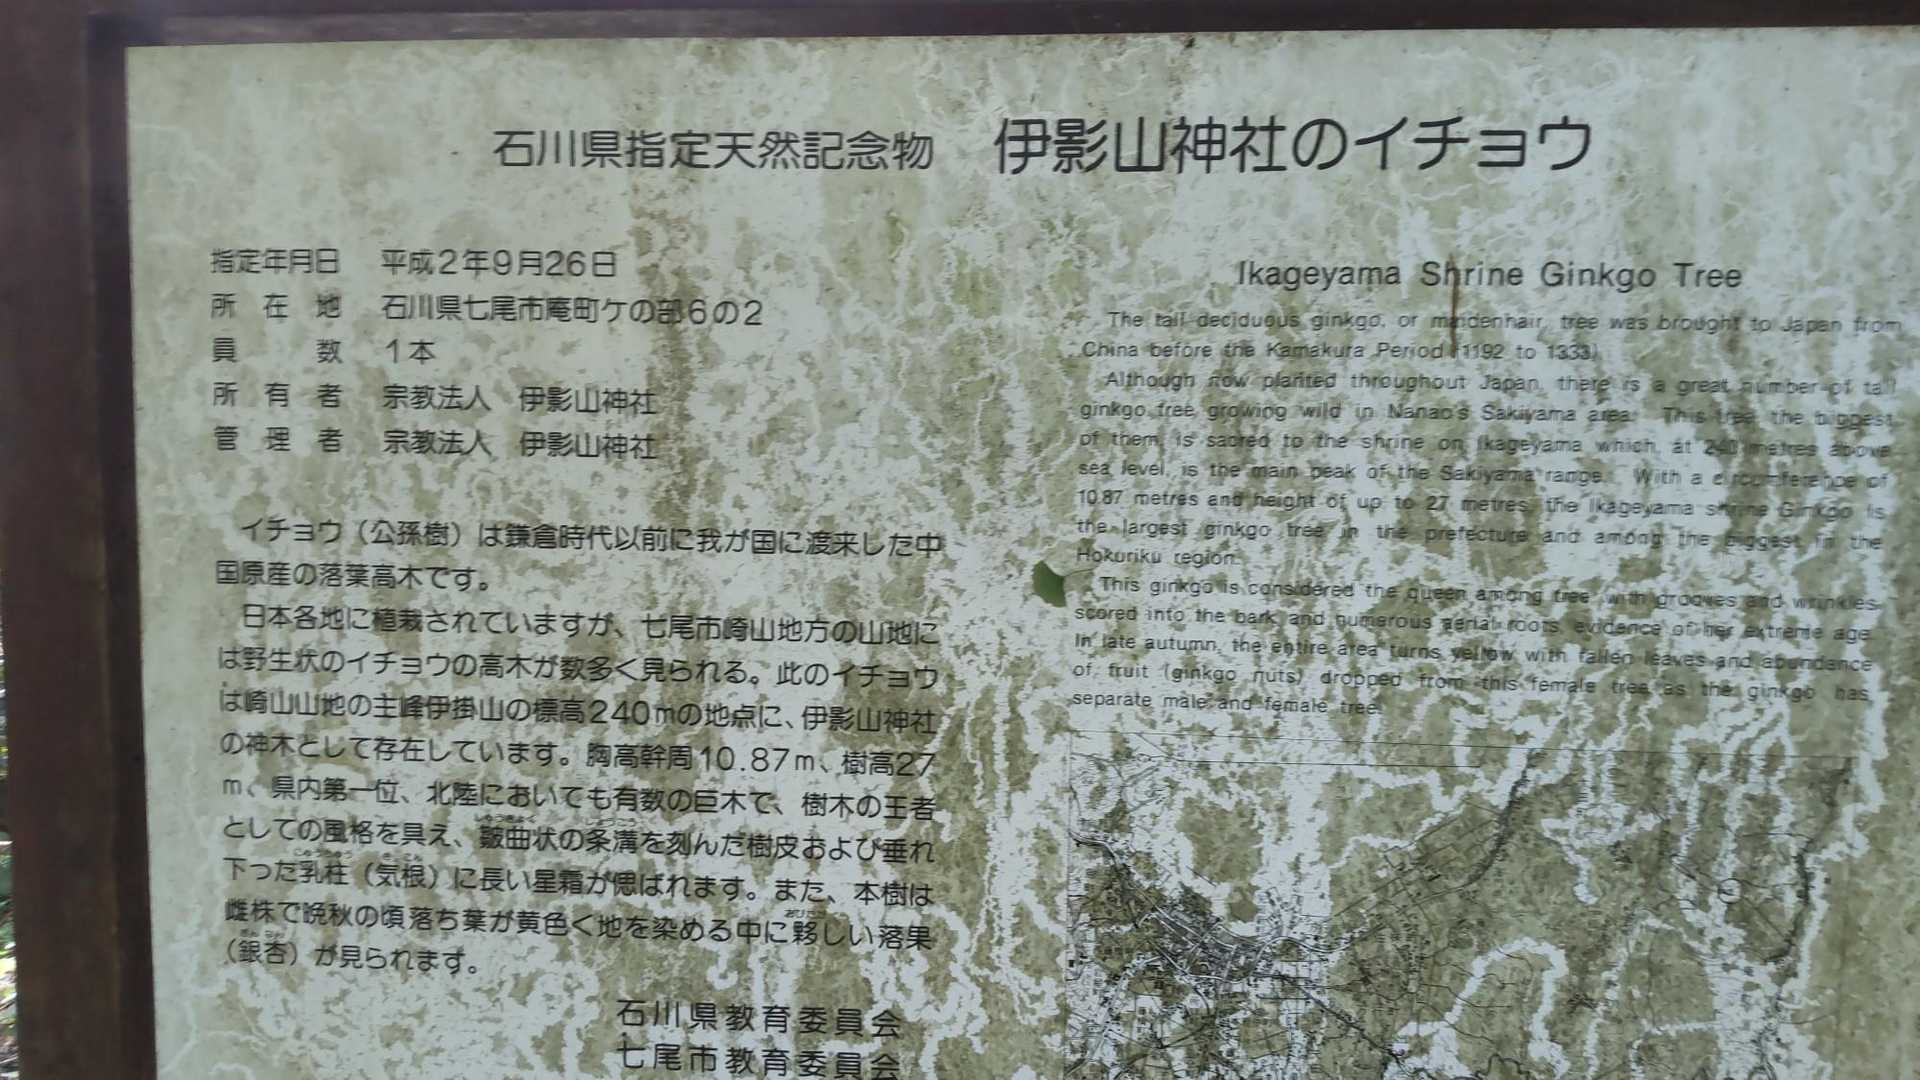 石川県指定天然記念物 伊影山神社のイチョウ
指定年月日 平成2年9月26日
所在地 石川県七尾市庵町ケの部6の2
員数 1本
所有者 宗教法人 伊影山神社
管理者 宗教法人 伊影山神社
イチョウ（公孫樹）は鎌倉時代以前に我が国に渡来した中
国原産の落葉高木です。
日本各地に植栽されていますが、七尾市崎山地方の山地に
は野生状のイチョウの高木が数多く見られる。此のイチョウ
は崎山山地の主峰伊掛山の標高240mの地点に、伊影山神社
の神木として存在しています。胸高幹周10.87m、樹高27
m、県内第一位、北陸においても有数の巨木で、樹木の王者
としての風格を具え、皺曲状の条溝を刻んだ樹皮および垂れ
下った乳柱（気根）に長い星霜が偲ばれます。また、本樹は
雌株で晩秋の頃落ち葉が黄色く地を染める中に夥しい落果
（銀杏）が見られます。
石川県教育委員会
七尾市教育委員会
Ikageyama Shrine Ginkgo Tree
The tall deciduous ginkgo, or maidenhair, tree was brought to Japan from
China before the Kamakura Period (1192 to 1333).
Although now planted throughout Japan, there is a great number of tall
ginkgo tree growing wild in Nanao's Sakiyama area. This tree, the biggest
of them, is sacred to the shrine on Ikageyama which, at 240 metres above
sea level, is the main peak of the Sakiyama range. With a circumference of
10.87 metres and height of up to 27 metres, the Ikageyama shrine Ginkgo is
the largest ginkgo tree in the prefecture and among the biggest in the
Hokuriku region.
This ginkgo is considered the queen among tree, with grooves and wrinkles
scored into the bark, and numerous aerial roots, evidence of her extreme age.
In late autumn, the entire area turns yellow with fallen leaves and abundance
of fruit (ginkgo nuts) dropped from this female tree as the ginkgo has
separate male and female tree.